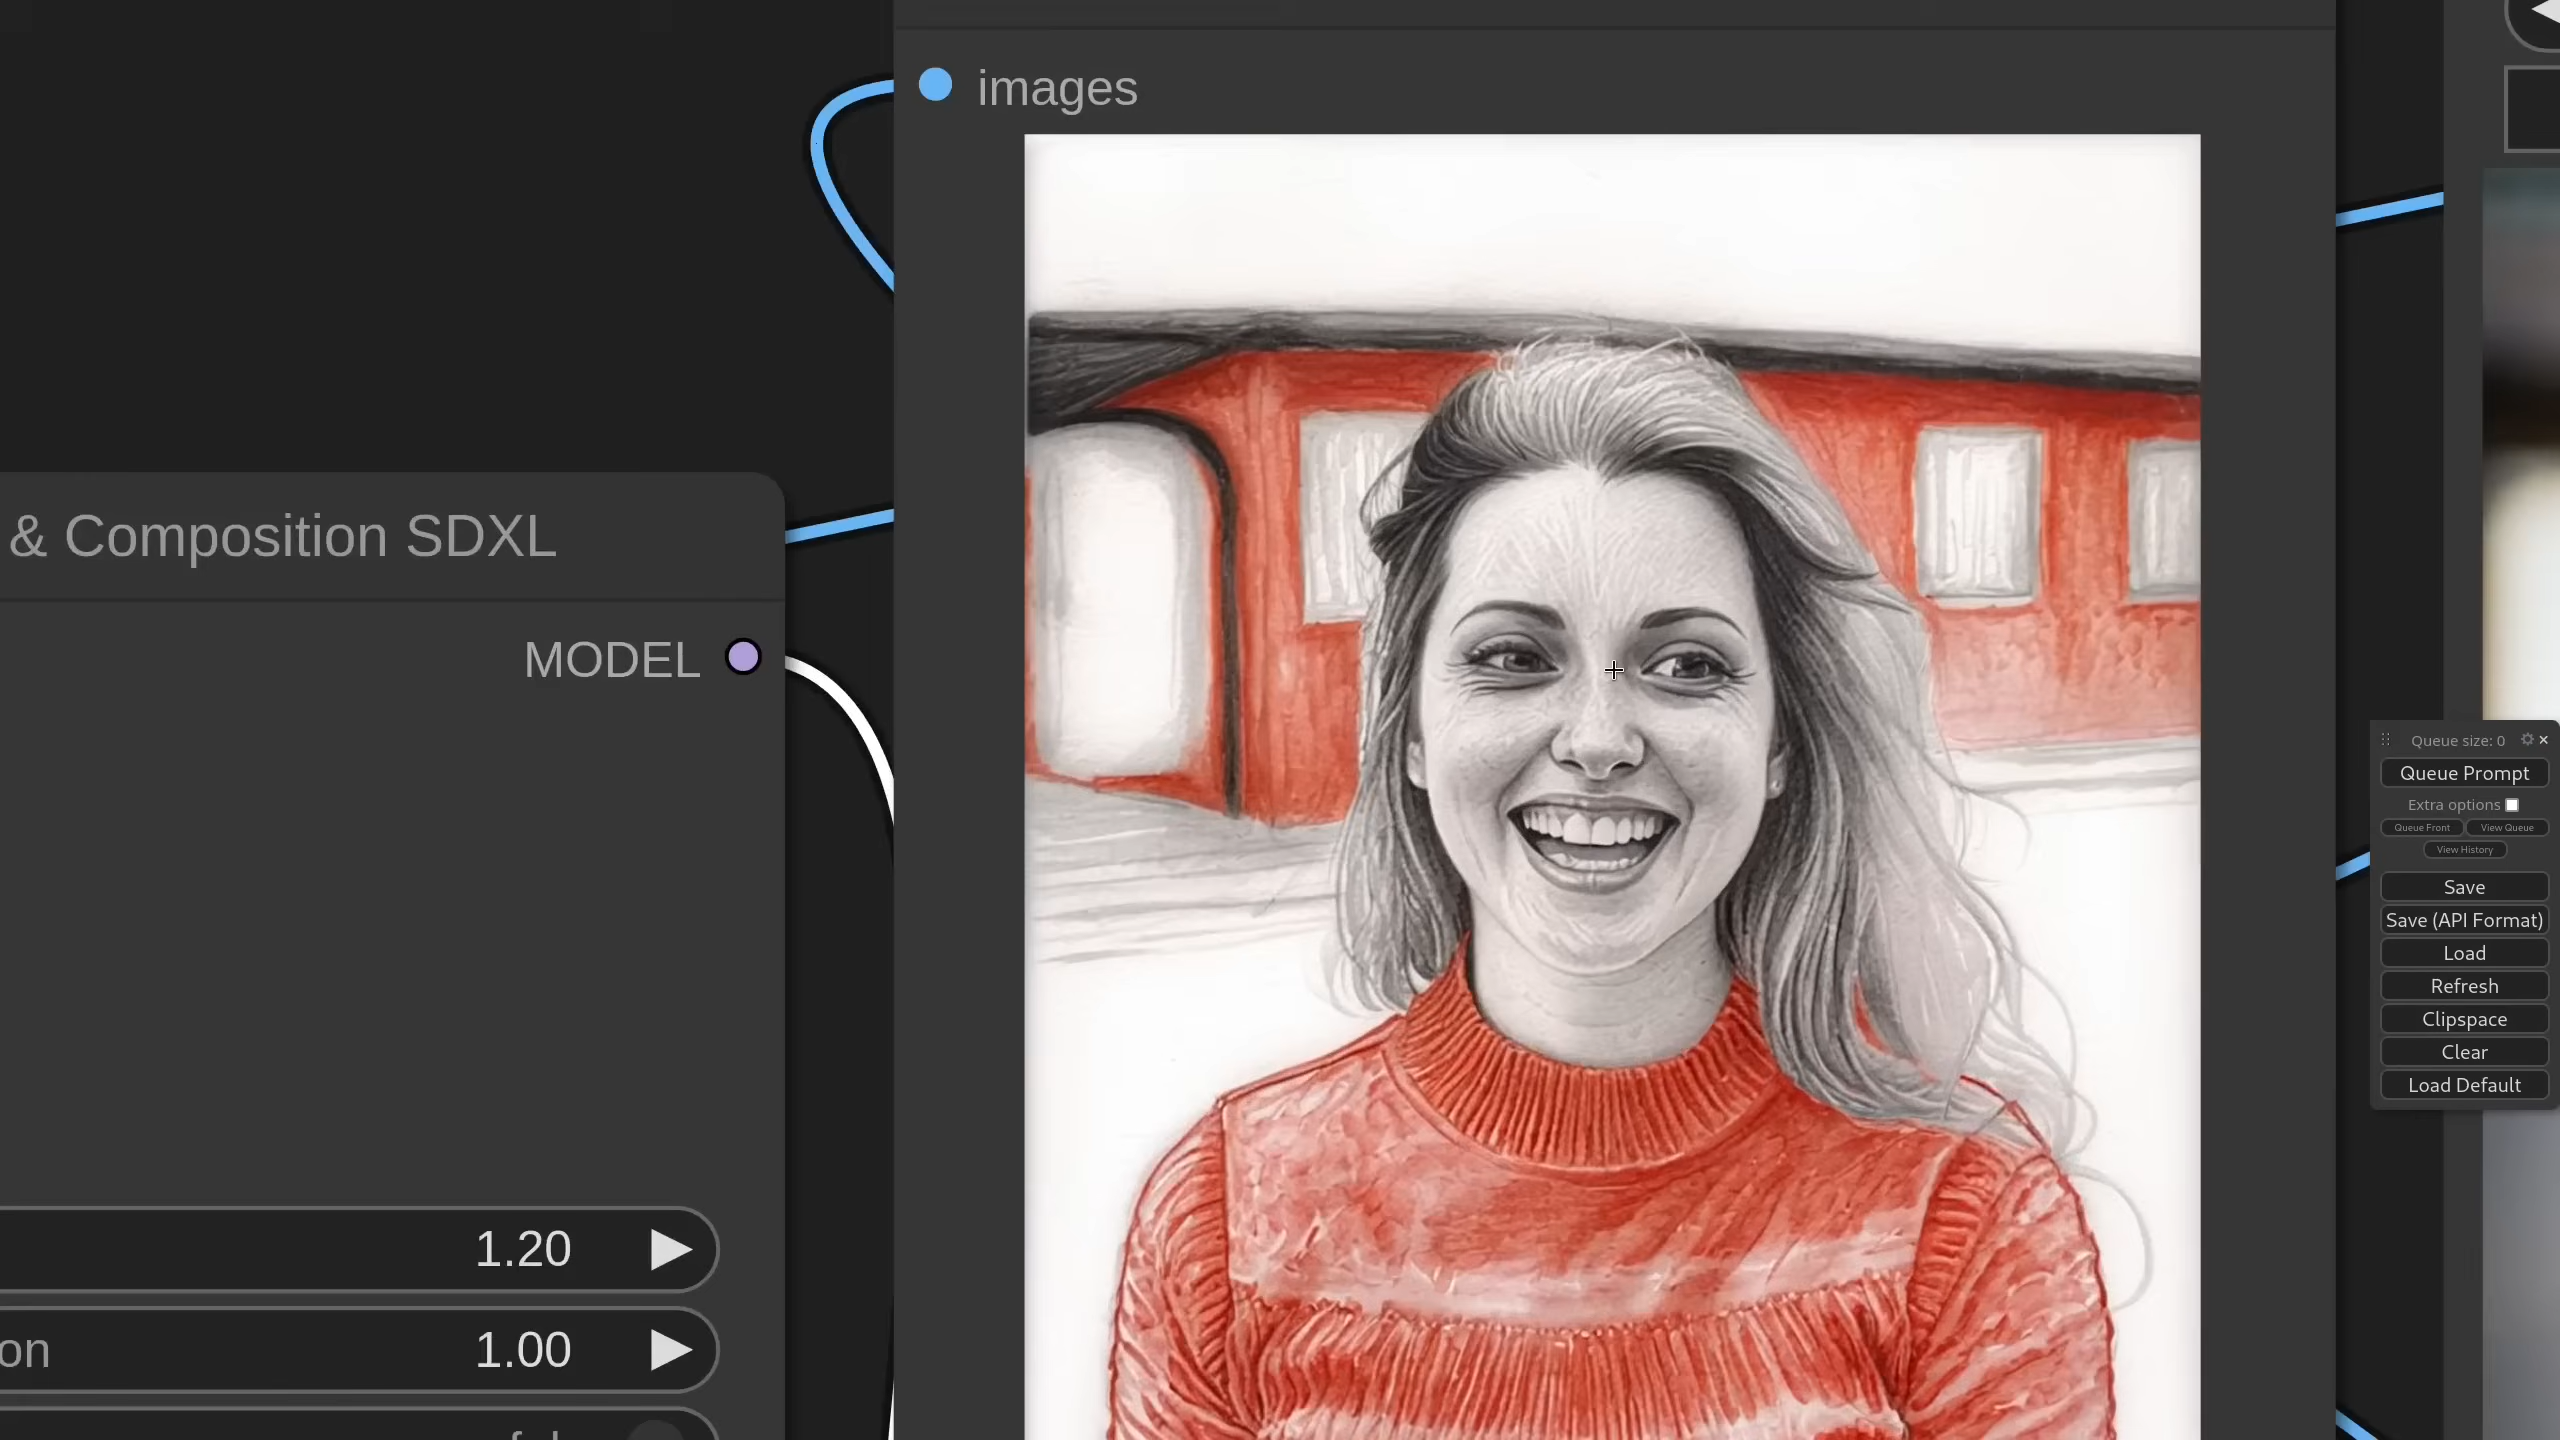 images
& Composition SDXL
MODEL
1.20
on
1.00
Queue size: 0
Queue Prompt
Extra options
Queue Front
View Queue
View History
Save
Save (API Format)
Load
Refresh
Clipspace
Clear
Load Default